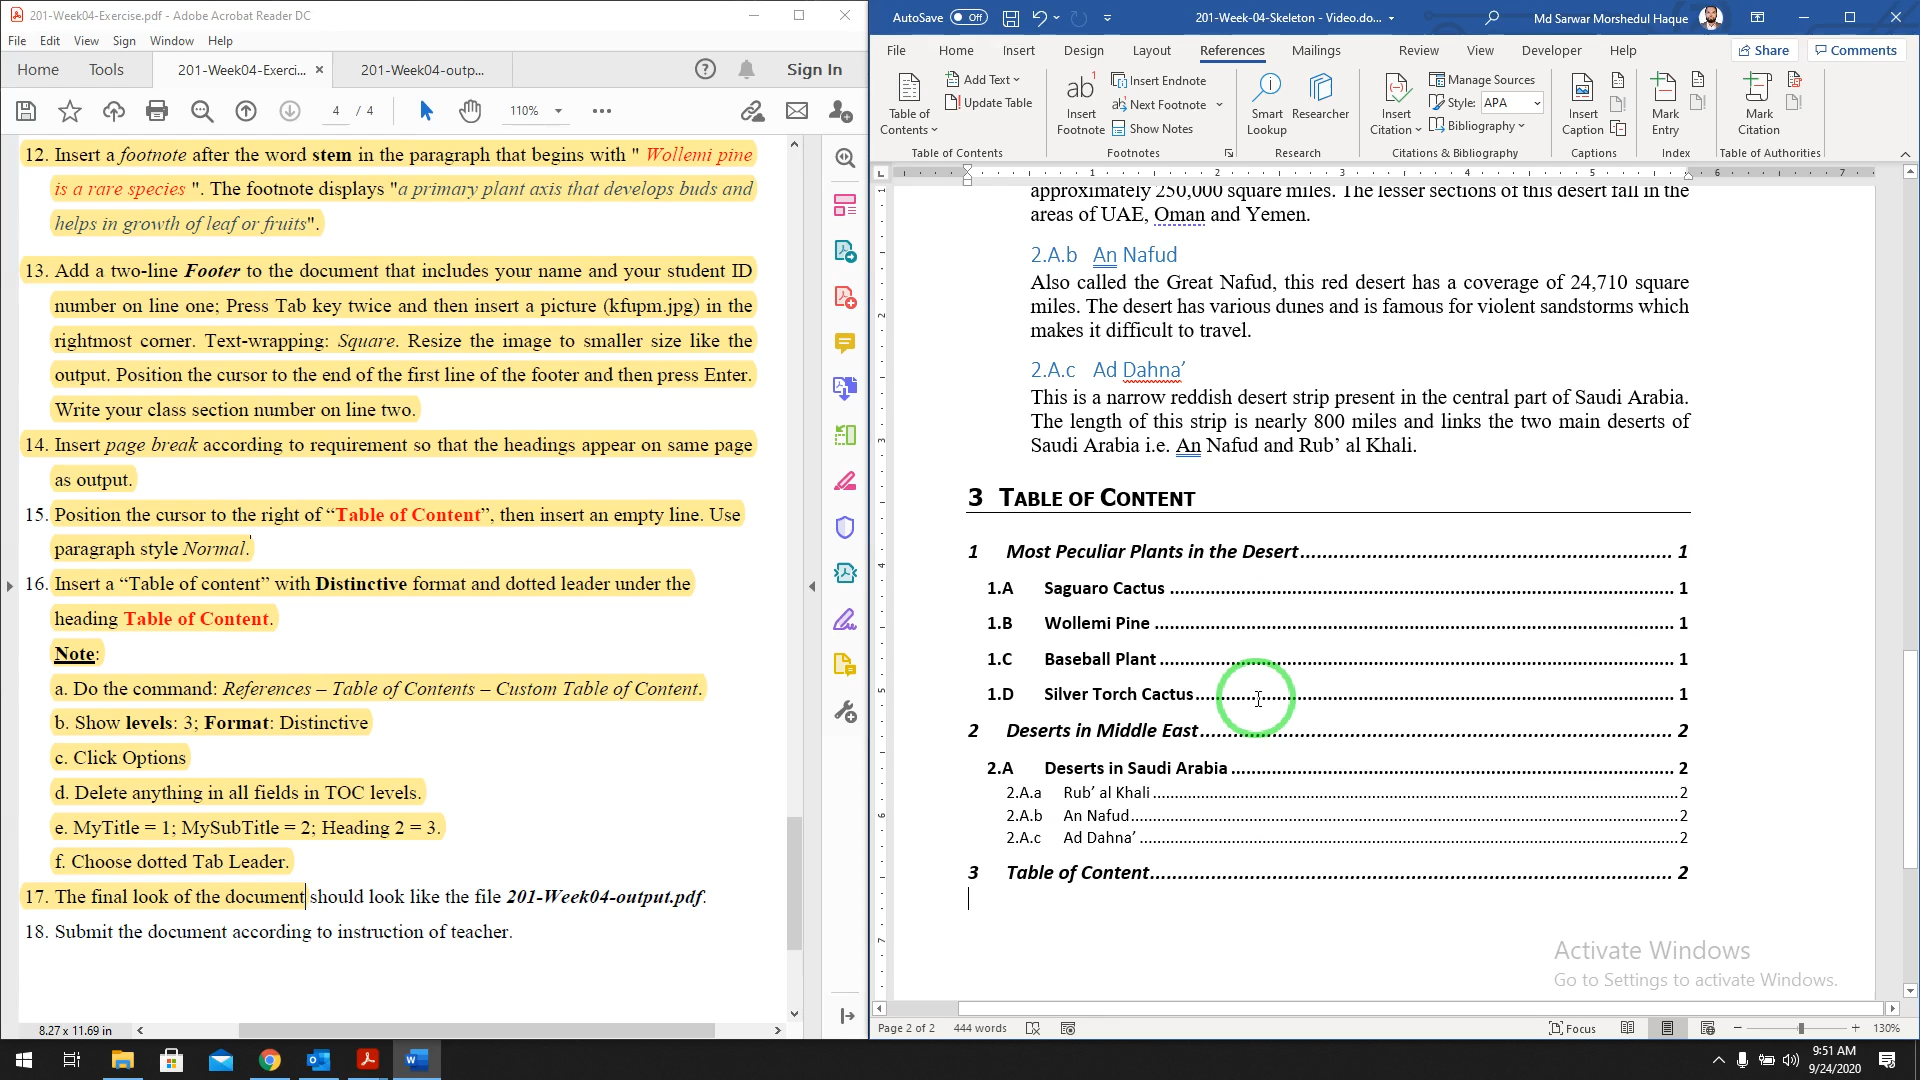 201-Week-04-Exercise.pdf - Adobe Acrobat Reader DC
File Edit View Sign Window Help
Home Tools 201-Week04-Exerci... × 201-Week04-outp... Sign In
4 / 4 110%
12. Insert a footnote after the word stem in the paragraph that begins with " Wollemi pine
is a rare species ". The footnote displays "a primary plant axis that develops buds and
helps in growth of leaf or fruits".
13. Add a two-line Footer to the document that includes your name and your student ID
number on line one; Press Tab key twice and then insert a picture (kfupm.jpg) in the
rightmost corner. Text-wrapping: Square. Resize the image to smaller size like the
output. Position the cursor to the end of the first line of the footer and then press Enter.
Write your class section number on line two.
14. Insert page break according to requirement so that the headings appear on same page
as output.
15. Position the cursor to the right of “Table of Content”, then insert an empty line. Use
paragraph style Normal.
16. Insert a “Table of content” with Distinctive format and dotted leader under the
heading Table of Content.
Note:
a. Do the command: References – Table of Contents – Custom Table of Content.
b. Show levels: 3; Format: Distinctive
c. Click Options
d. Delete anything in all fields in TOC levels.
e. MyTitle = 1; MySubTitle = 2; Heading 2 = 3.
f. Choose dotted Tab Leader.
17. The final look of the document should look like the file 201-Week04-output.pdf.
18. Submit the document according to instruction of teacher.
8.27 x 11.69 in
AutoSave Off 201-Week-04-Skeleton - Video.do... Md Sarwar Morshedul Haque
File Home Insert Design Layout References Mailings Review View Developer Help Share Comments
Table of Contents Add Text Update Table
Insert Footnote ab Insert Endnote Next Footnote Show Notes
Smart Lookup Researcher
Insert Citation Manage Sources Style: APA Bibliography
Insert Caption Mark Entry Mark Citation
Table of Contents Footnotes Research Citations & Bibliography Captions Index Table of Authorities
1 2 3 4 5 6 7
approximately 250,000 square miles. The lesser sections of this desert fall in the
areas of UAE, Oman and Yemen.
2.A.b An Nafud
Also called the Great Nafud, this red desert has a coverage of 24,710 square
miles. The desert has various dunes and is famous for violent sandstorms which
makes it difficult to travel.
2.A.c Ad Dahna’
This is a narrow reddish desert strip present in the central part of Saudi Arabia.
The length of this strip is nearly 800 miles and links the two main deserts of
Saudi Arabia i.e. An Nafud and Rub’ al Khali.
3 TABLE OF CONTENT
1 Most Peculiar Plants in the Desert 1
1.A Saguaro Cactus 1
1.B Wollemi Pine 1
1.C Baseball Plant 1
1.D Silver Torch Cactus 1
2 Deserts in Middle East 2
2.A Deserts in Saudi Arabia 2
2.A.a Rub’ al Khali 2
2.A.b An Nafud 2
2.A.c Ad Dahna’ 2
3 Table of Content 2
Activate Windows
Go to Settings to activate Windows.
Page 2 of 2 444 words Focus 130%
9:51 AM
9/24/2020